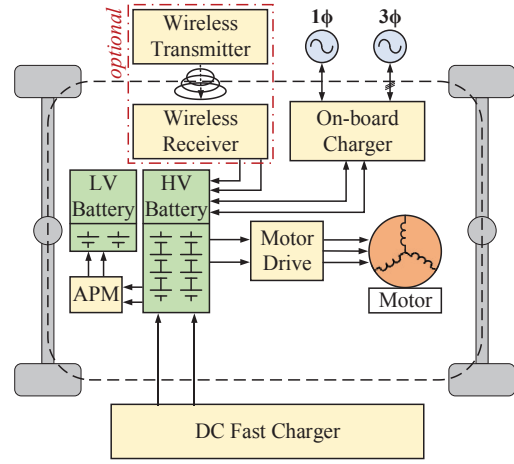 optional
Wireless
Transmitter
1ϕ
3ϕ
Wireless
Receiver
On-board
Charger
LV
Battery
HV
Battery
Motor
Drive
APM
Motor
DC Fast Charger